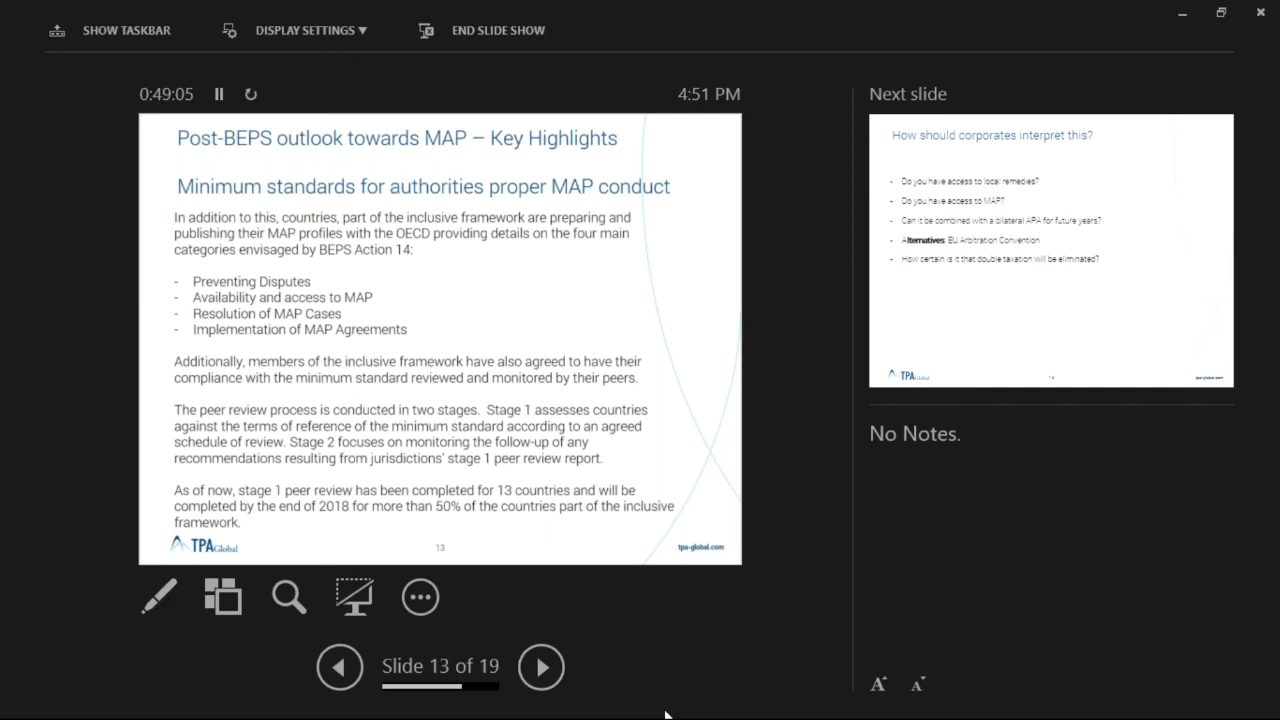 SHOW TASKBAR
DISPLAY SETTINGS ▼
END SLIDE SHOW
0:49:05
4:51 PM
Post-BEPS outlook towards MAP – Key Highlights
Minimum standards for authorities proper MAP conduct
In addition to this, countries, part of the inclusive framework are preparing and
publishing their MAP profiles with the OECD providing details on the four main
categories envisaged by BEPS Action 14:
- Preventing Disputes
- Availability and access to MAP
- Resolution of MAP Cases
- Implementation of MAP Agreements
Additionally, members of the inclusive framework have also agreed to have their
compliance with the minimum standard reviewed and monitored by their peers.
The peer review process is conducted in two stages. Stage 1 assesses countries
against the terms of reference of the minimum standard according to an agreed
schedule of review. Stage 2 focuses on monitoring the follow-up of any
recommendations resulting from jurisdictions' stage 1 peer review report.
As of now, stage 1 peer review has been completed for 13 countries and will be
completed by the end of 2018 for more than 50% of the countries part of the inclusive
framework.
TPA Global
13
tpa-global.com
Slide 13 of 19
Next slide
How should corporates interpret this?
- Do you have access to local remedies?
- Do you have access to MAP?
- Can it be combined with a bilateral APA for future years?
- Alternatives: EU Arbitration Convention
- How certain is it that double taxation will be eliminated?
TPA Global
14
tpa-global.com
No Notes.
A
A